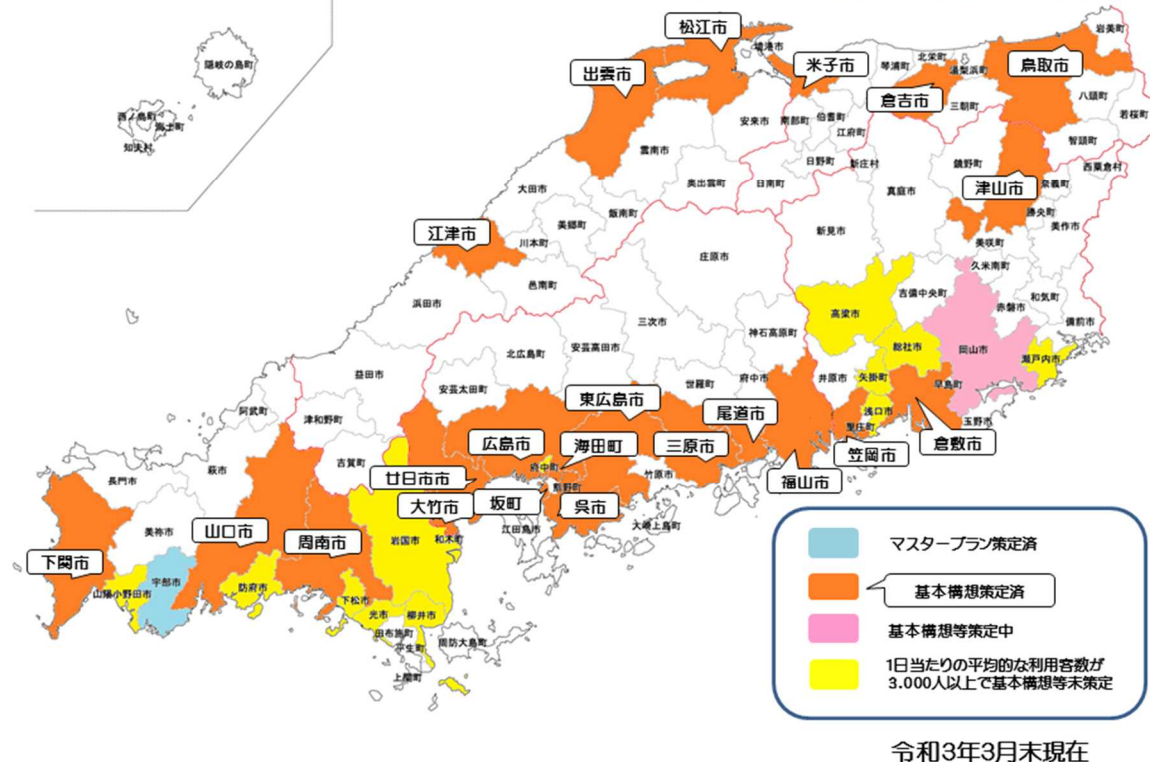 隠岐の島町
西ノ島町
海士町
知夫村
松江市
境港市
米子市
出雲市
琴浦町
北栄町
湯梨浜町
鳥取市
岩美町
倉吉市
三朝町
八頭町
若桜町
智頭町
安来市
南部町
伯耆町
江府町
日野町
日南町
新庄村
真庭市
鏡野町
津山市
奈義町
西粟倉村
勝央町
美作市
美咲町
久米南町
雲南市
奥出雲町
飯南町
大田市
美郷町
川本町
江津市
邑南町
浜田市
庄原市
新見市
高梁市
吉備中央町
赤磐市
和気町
備前市
岡山市
瀬戸内市
総社市
矢掛町
井原市
早島町
浅口市
里庄町
玉野市
倉敷市
笠岡市
三次市
神石高原町
安芸高田市
北広島町
安芸太田町
世羅町
府中市
東広島市
尾道市
三原市
福山市
広島市
海田町
府中町
熊野町
坂町
呉市
竹原市
大崎上島町
江田島市
廿日市市
大竹市
和木町
益田市
津和野町
吉賀町
阿武町
萩市
長門市
美祢市
下関市
山口市
周南市
岩国市
宇部市
山陽小野田市
防府市
下松市
光市
柳井市
田布施町
平生町
上関町
周防大島町
マスタープラン策定済
基本構想策定済
基本構想等策定中
1日当たりの平均的な利用客数が
3.000人以上で基本構想等未策定
令和3年3月末現在